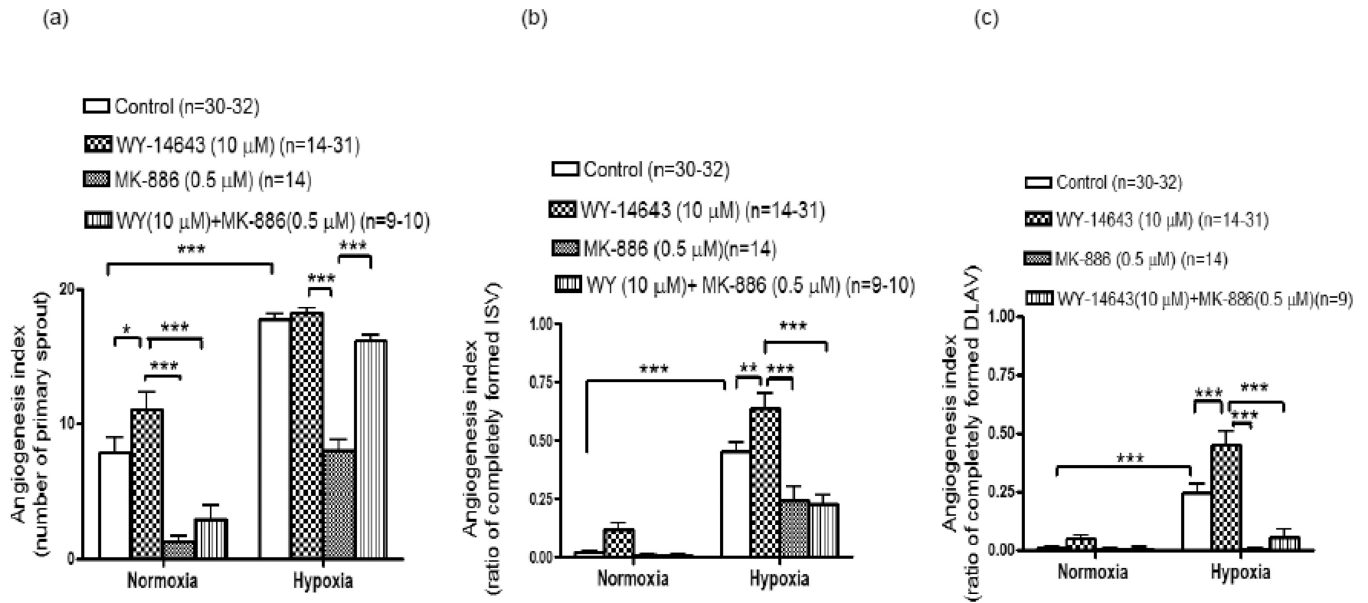 (a)
Control (n=30-32)
WY-14643 (10 μM) (n=14-31)
MK-886 (0.5 μM) (n=14)
WY(10 μM)+MK-886(0.5 μM) (n=9-10)
***
***
***
*
***
***
Angiogenesis index
(number of primary sprout)
20
10
0
Normoxia
Hypoxia
(b)
Control (n=30-32)
WY-14643 (10 μM) (n=14-31)
MK-886 (0.5 μM)(n=14)
WY (10 μM)+ MK-886 (0.5 μM) (n=9-10)
***
***
**
***
Angiogenesis index
(ratio of completely formed ISV)
1.00
0.75
0.50
0.25
0.00
Normoxia
Hypoxia
(c)
Control (n=30-32)
WY-14643 (10 μM) (n=14-31)
MK-886 (0.5 μM) (n=14)
WY-14643(10 μM)+MK-886(0.5 μM)(n=9)
***
***
***
***
Angiogenesis index
(ratio of completely formed DLAV)
1.00
0.75
0.50
0.25
0.00
Normoxia
Hypoxia